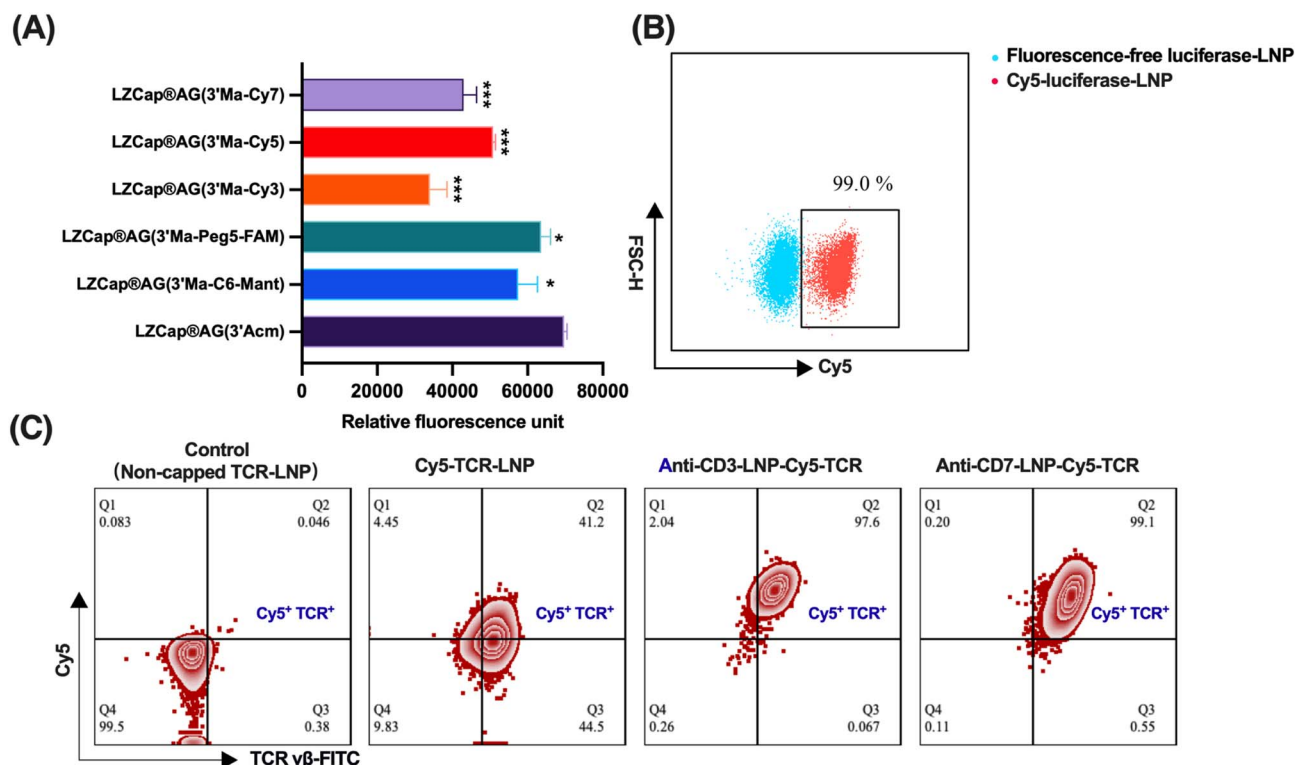 (A)
LZCap®AG(3'Ma-Cy7)
***
LZCap®AG(3'Ma-Cy5)
***
LZCap®AG(3'Ma-Cy3)
***
LZCap®AG(3'Ma-Peg5-FAM)
*
LZCap®AG(3'Ma-C6-Mant)
*
LZCap®AG(3'Acm)
0 20000 40000 60000 80000
Relative fluorescence unit
(B)
Fluorescence-free luciferase-LNP
Cy5-luciferase-LNP
99.0 %
FSC-H
Cy5
(C)
Control
(Non-capped TCR-LNP)
Q1
0.083
Q2
0.046
Cy5⁺ TCR⁺
Q4
99.5
Q3
0.38
Cy5
TCR vβ-FITC
Cy5-TCR-LNP
Q1
4.45
Q2
41.2
Cy5⁺ TCR⁺
Q4
9.83
Q3
44.5
Anti-CD3-LNP-Cy5-TCR
Q1
2.04
Q2
97.6
Cy5⁺ TCR⁺
Q4
0.26
Q3
0.067
Anti-CD7-LNP-Cy5-TCR
Q1
0.20
Q2
99.1
Cy5⁺ TCR⁺
Q4
0.11
Q3
0.55